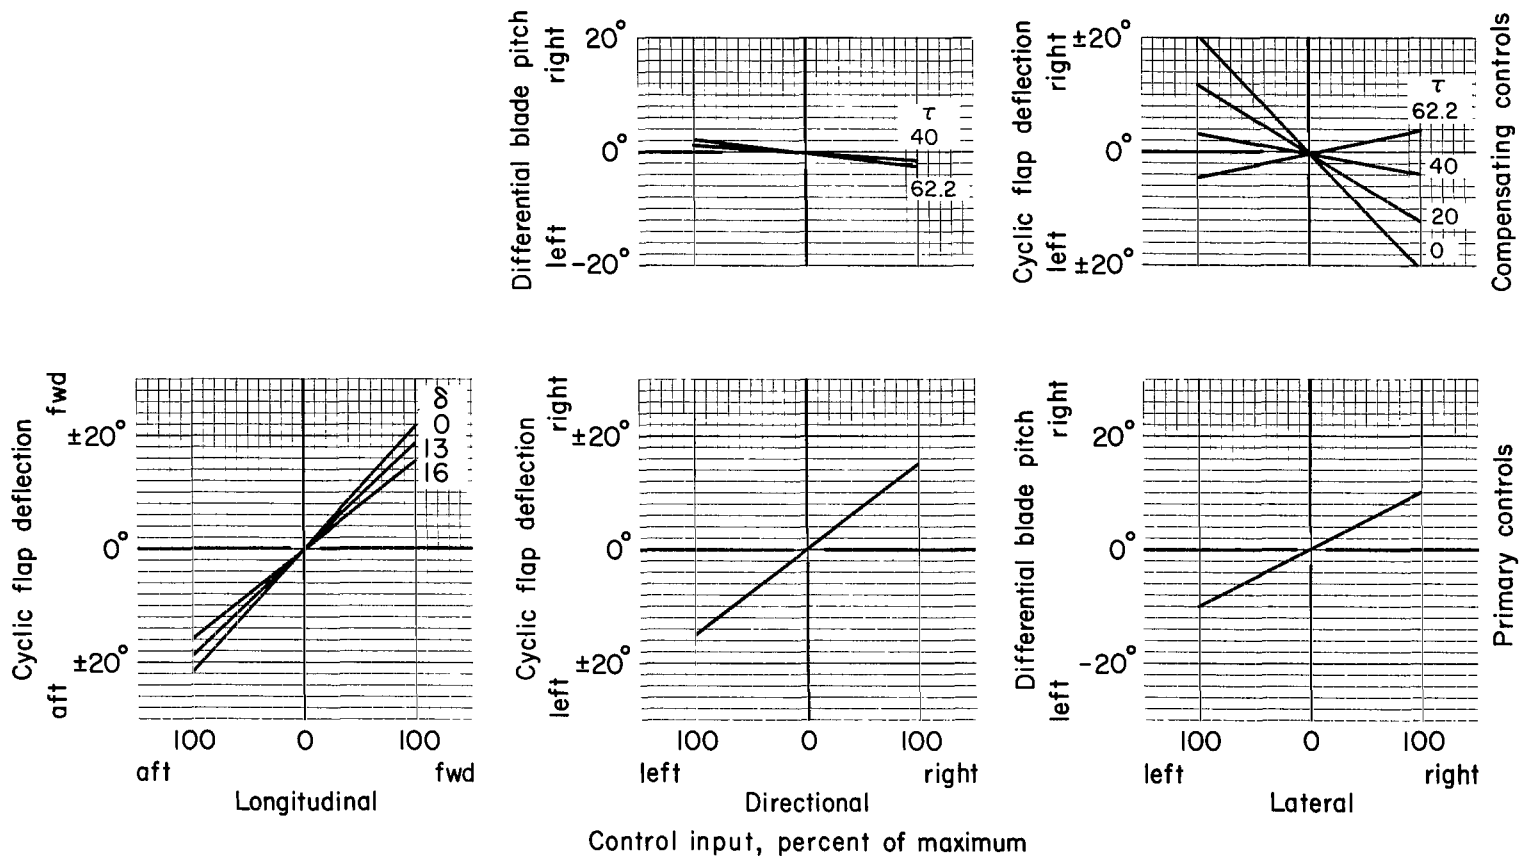 Differential blade pitch
left right
20°
0°
-20°
τ
40
62.2
Cyclic flap deflection
left right
±20°
0°
±20°
τ
62.2
40
20
0
Compensating controls
Cyclic flap deflection
aft fwd
±20°
0°
±20°
δ
0
13
16
100 0 100
aft fwd
Longitudinal
Cyclic flap deflection
left right
±20°
0°
±20°
100 0 100
left right
Directional
Differential blade pitch
left right
20°
0°
-20°
100 0 100
left right
Lateral
Primary controls
Control input, percent of maximum